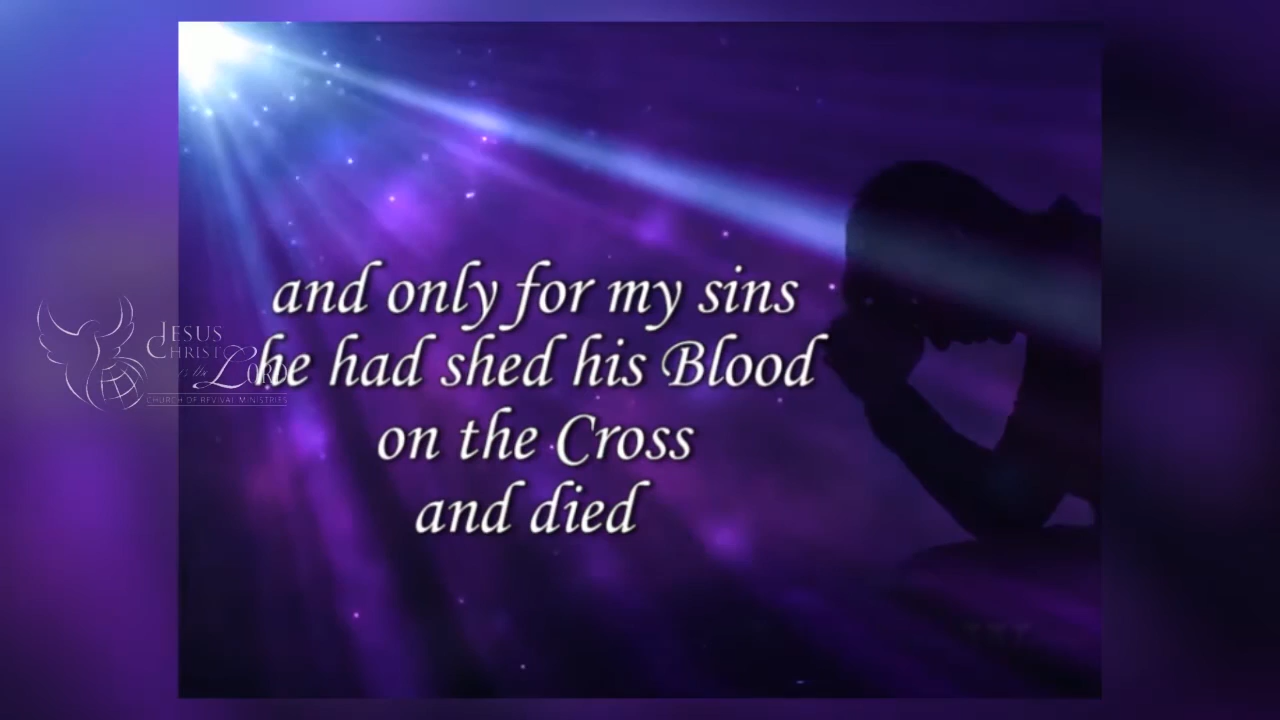 and only for my sins
he had shed his Blood
on the Cross
and died
JESUS
CHRIST
is the LORD
CHURCH OF REVIVAL MINISTRIES